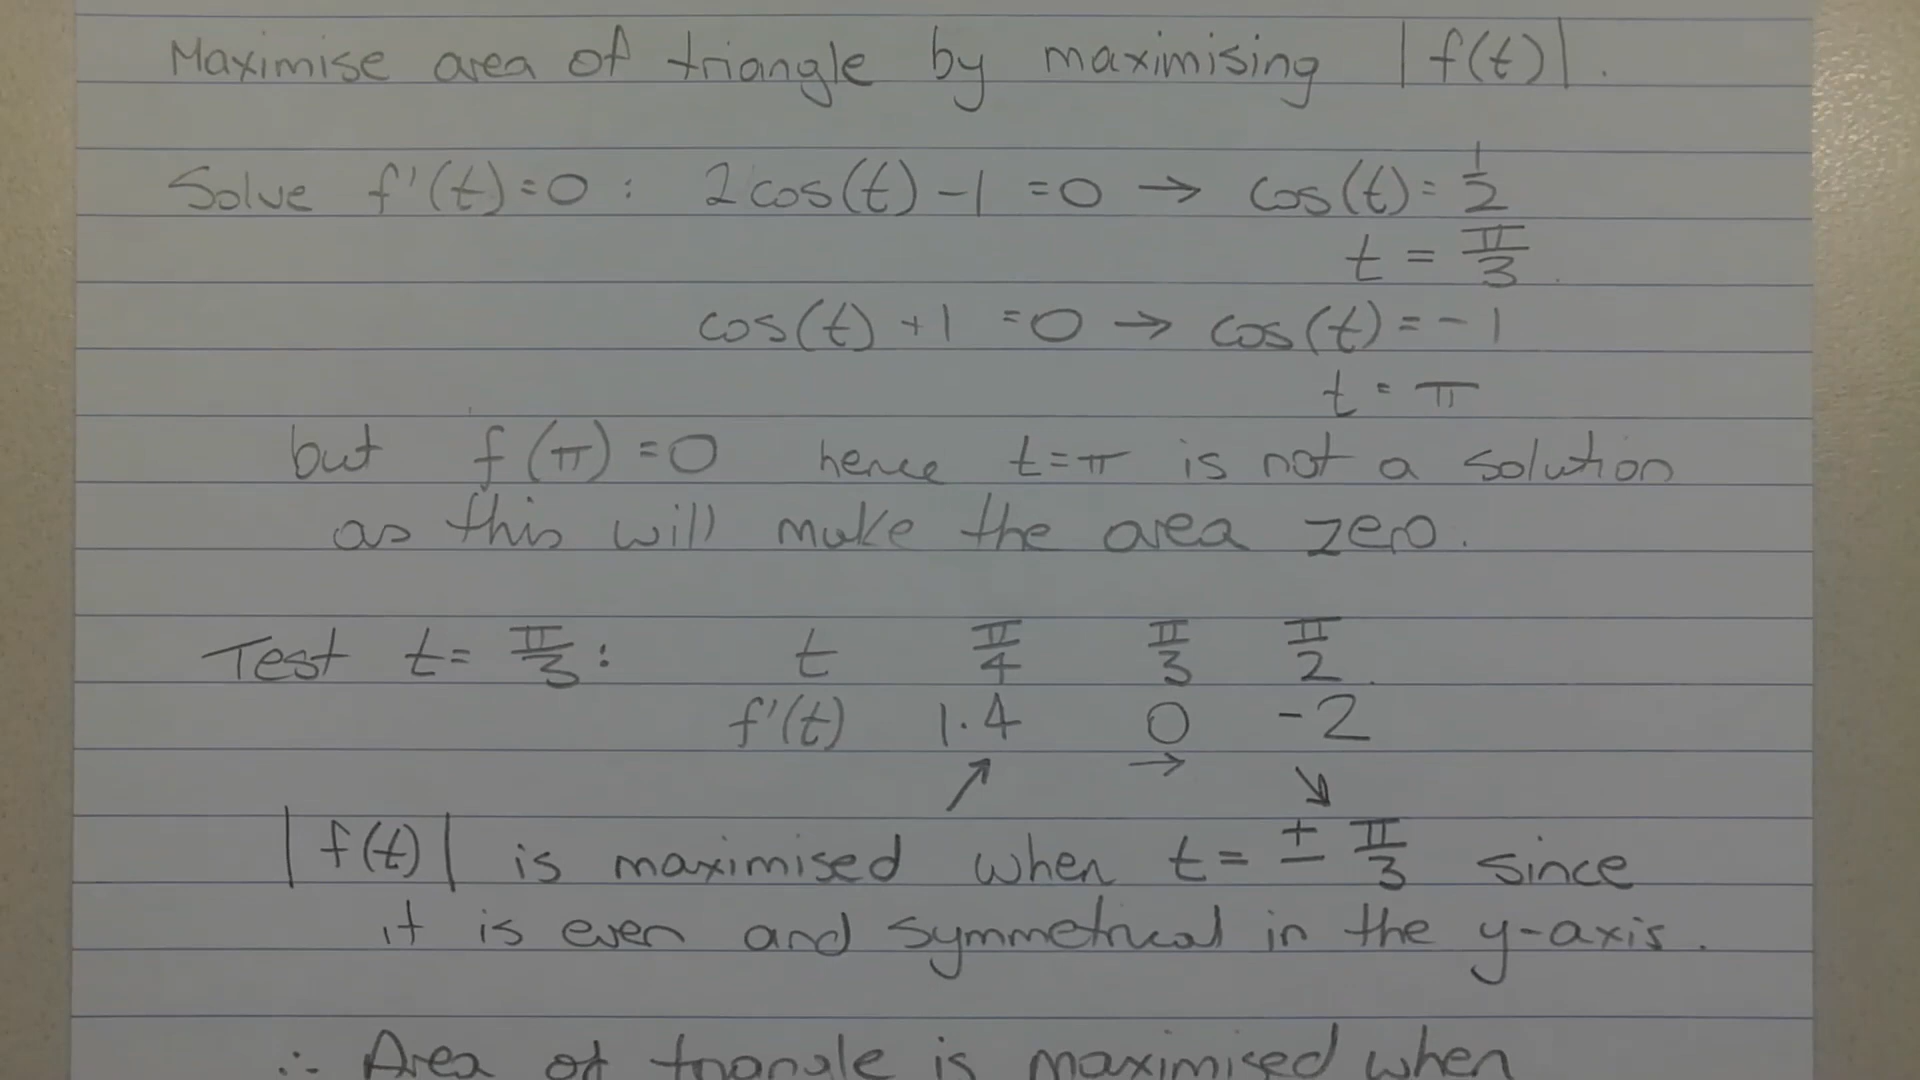 Maximise area of triangle by maximising |f(t)|.
Solve f'(t)=0 : 2cos(t) -1 =0 → cos(t)= 1/2
t = π/3
cos(t) +1 =0 → cos(t) = -1
t = π
but f(π) =0 hence t=π is not a solution
as this will make the area zero.
Test t= π/3 : t π/4 π/3 π/2
f'(t) 1.4 0 -2
↗ → ↘
|f(t)| is maximised when t= ± π/3 since
it is even and symmetrical in the y-axis.
∴ Area of triangle is maximised when